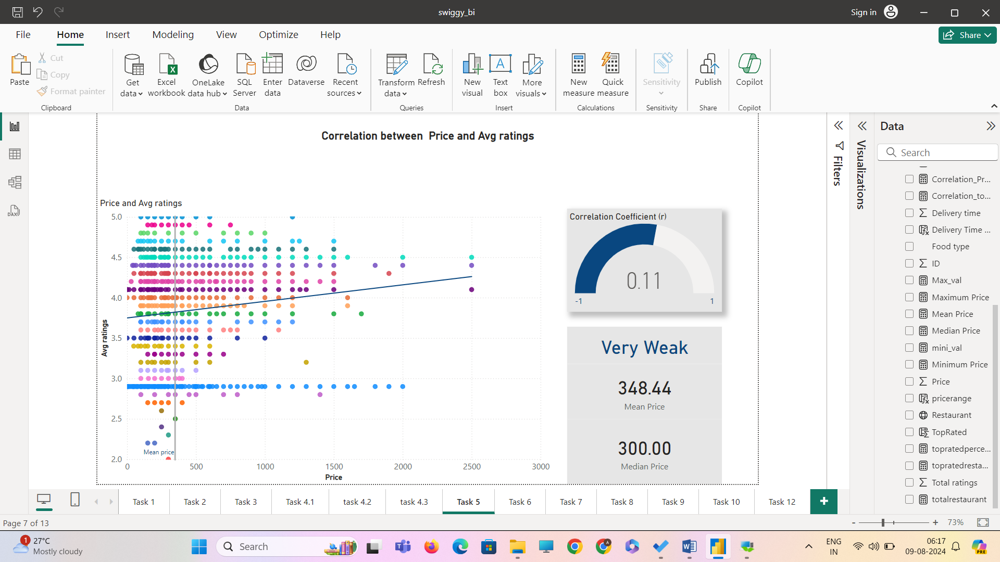 swiggy_bi
Sign in
File Home Insert Modeling View Optimize Help
Share
Paste
Cut
Copy
Format painter
Clipboard
Get data
Excel workbook
OneLake data hub
SQL Server
Enter data
Dataverse
Recent sources
Data
Transform data
Refresh
Queries
New visual
Text box
More visuals
Insert
New measure
Quick measure
Calculations
Sensitivity
Sensitivity
Publish
Share
Copilot
Copilot
Correlation between Price and Avg ratings
Price and Avg ratings
5.0
4.5
4.0
3.5
3.0
2.5
2.0
Avg ratings
Mean price
0 500 1000 1500 2000 2500 3000
Price
Correlation Coefficient (r)
0.11
-1 1
Very Weak
348.44
Mean Price
300.00
Median Price
Filters
Visualizations
Data
Search
Correlation_Pr...
Correlation_to...
Delivery time
Delivery Time ...
Food type
ID
Max_val
Maximum Price
Mean Price
Median Price
mini_val
Minimum Price
Price
pricerange
Restaurant
TopRated
topratedperce...
topratedresta...
Total ratings
totalrestaurant
Task 1 Task 2 Task 3 Task 4.1 task 4.2 task 4.3 Task 5 Task 6 Task 7 Task 8 Task 9 Task 10 Task 12
+
Page 7 of 13
- + 73%
1
27°C
Mostly cloudy
Search
ENG
IN
06:17
09-08-2024
PRE
DAX